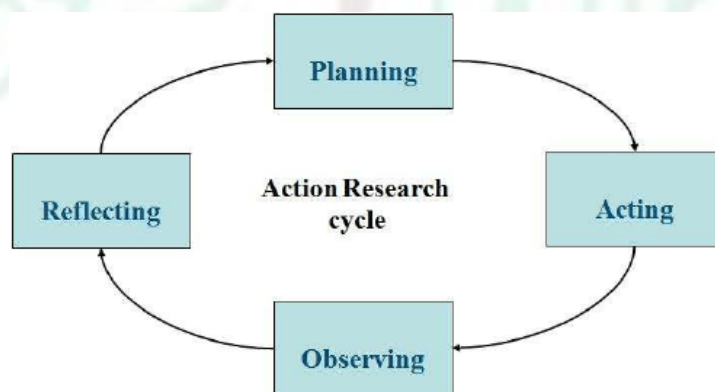 Planning
Reflecting
Action Research
cycle
Acting
Observing